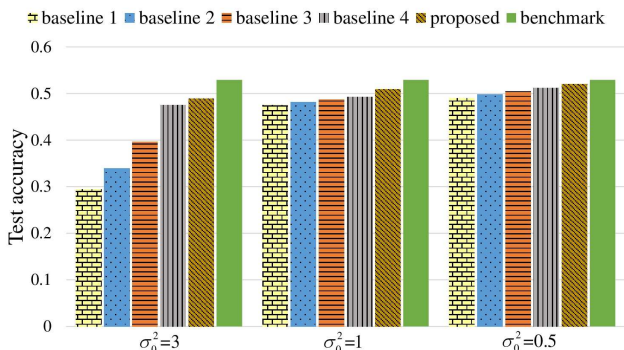 baseline 1 baseline 2 baseline 3 baseline 4 proposed benchmark
0.6
0.5
0.4
0.3
0.2
0.1
0
Test accuracy
σ₀²=3 σ₀²=1 σ₀²=0.5